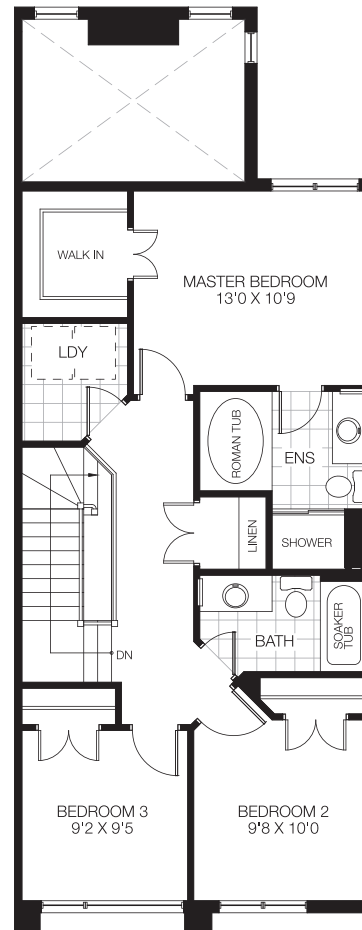 WALK IN
MASTER BEDROOM
13'0 X 10'9
LDY
ROMAN TUB
ENS
LINEN
SHOWER
BATH
SOAKER
TUB
DN
BEDROOM 3
9'2 X 9'5
BEDROOM 2
9'8 X 10'0